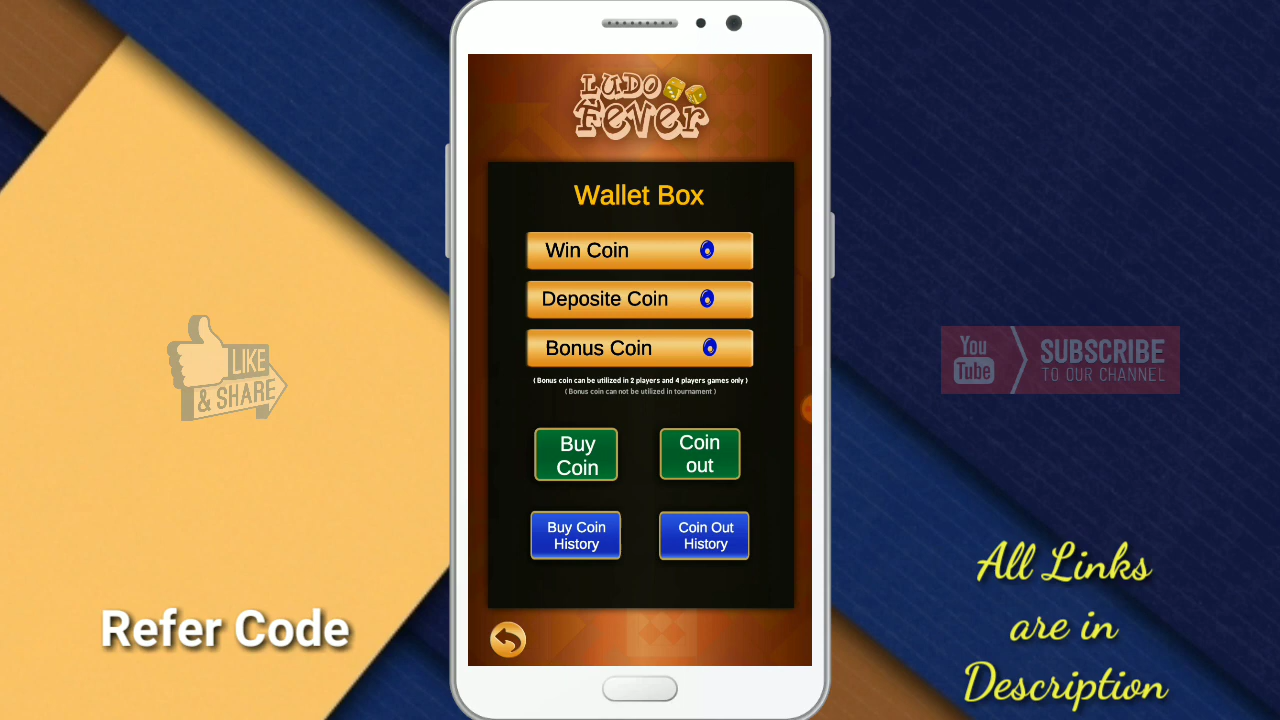 LUDO
FEVER
Wallet Box
Win Coin
Deposite Coin
Bonus Coin
( Bonus coin can be utilized in 2 players and 4 players games only )
( Bonus coin can not be utilized in tournament )
Buy
Coin
Coin
out
Buy Coin
History
Coin Out
History
LIKE
& SHARE
You
Tube
SUBSCRIBE
TO OUR CHANNEL
Refer Code
All Links
are in
Description